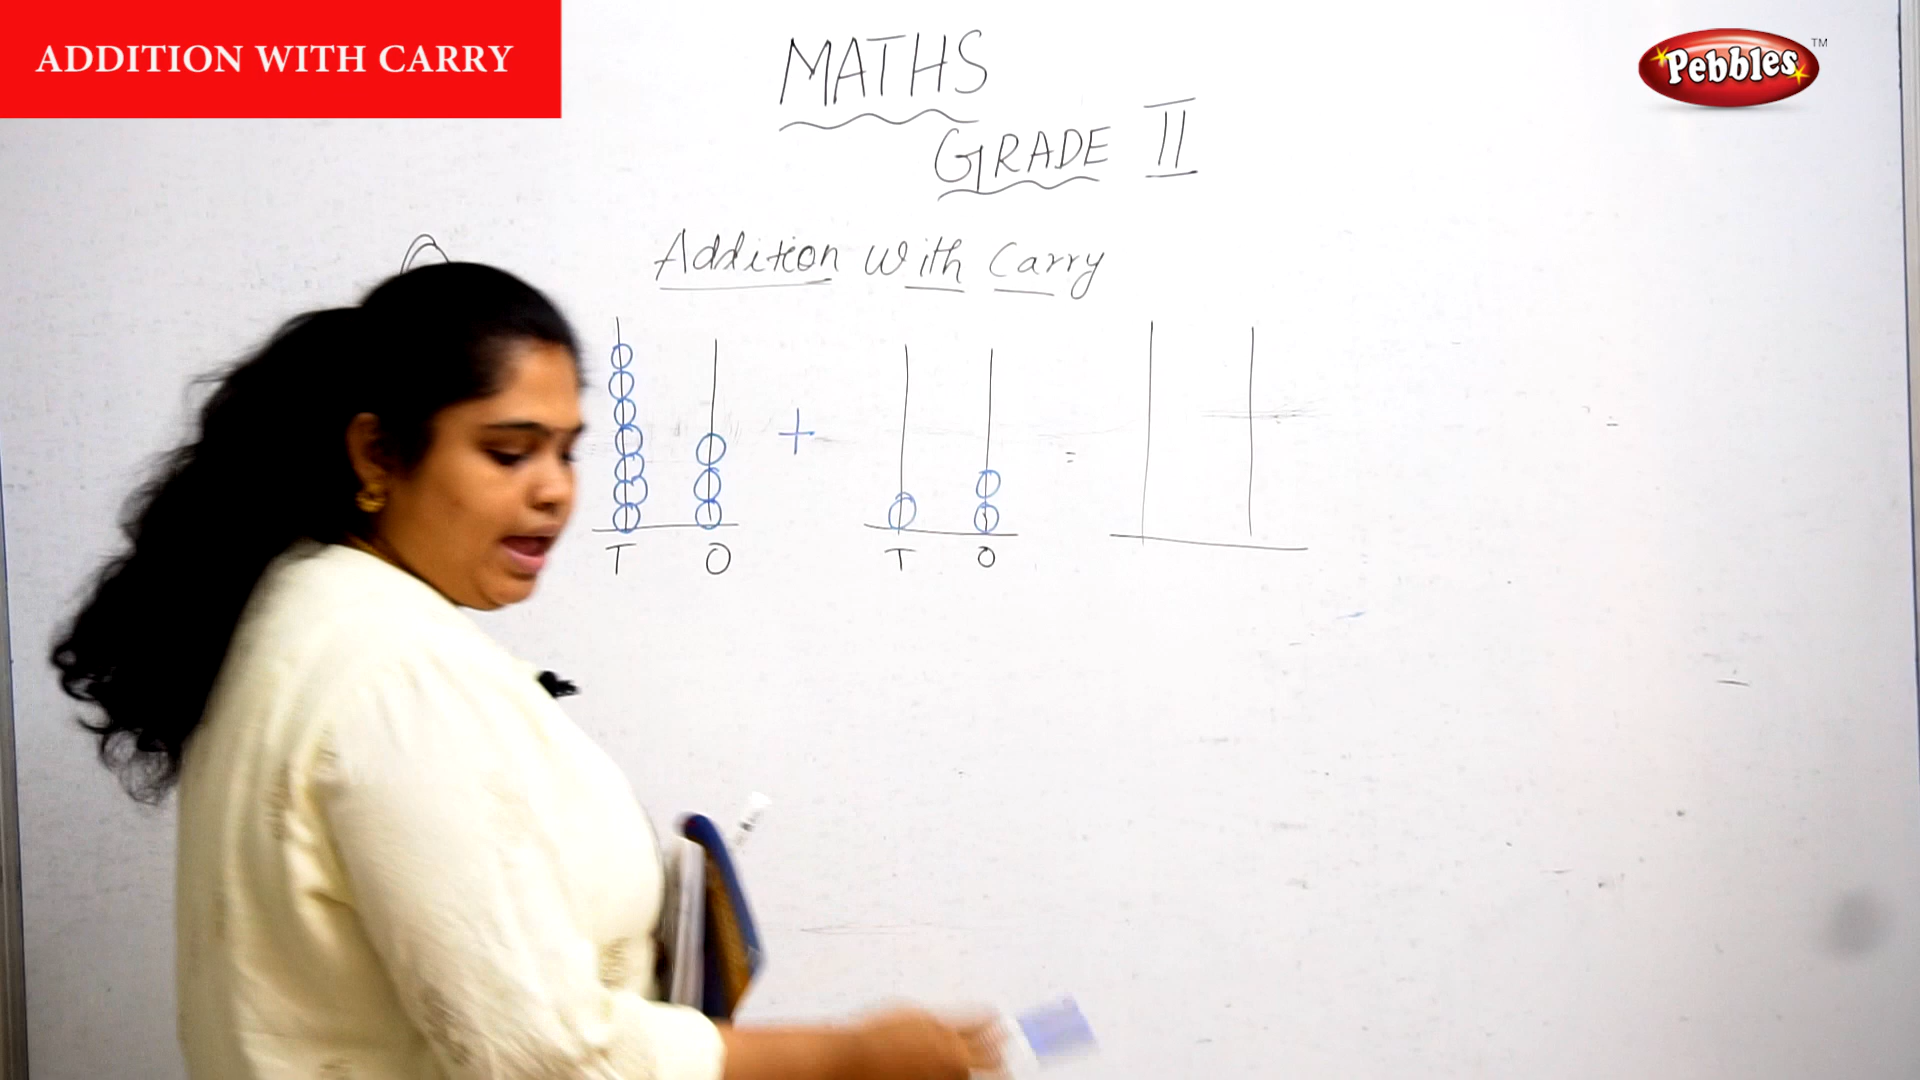 ADDITION WITH CARRY
Pebbles TM
MATHS
GRADE II
Addition With Carry
+
=
T O
T O